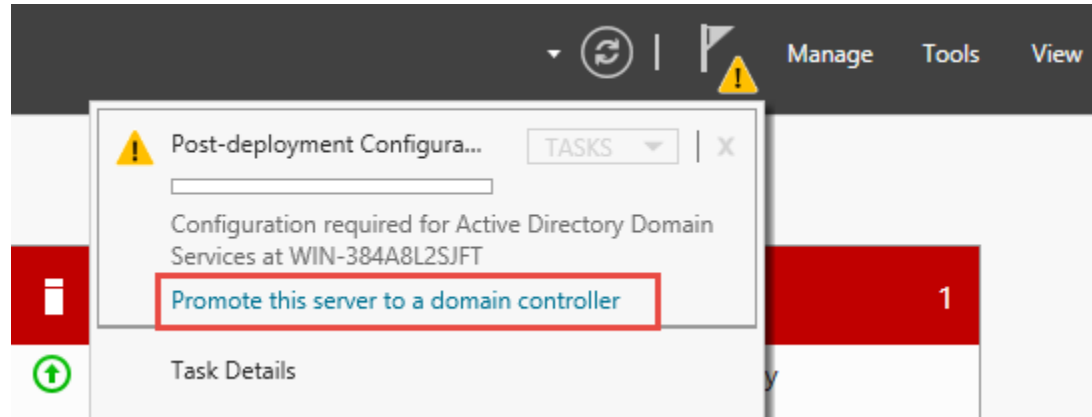 Manage Tools View
Post-deployment Configura... TASKS X
Configuration required for Active Directory Domain
Services at WIN-384A8L2SJFT
Promote this server to a domain controller
1
Task Details
y